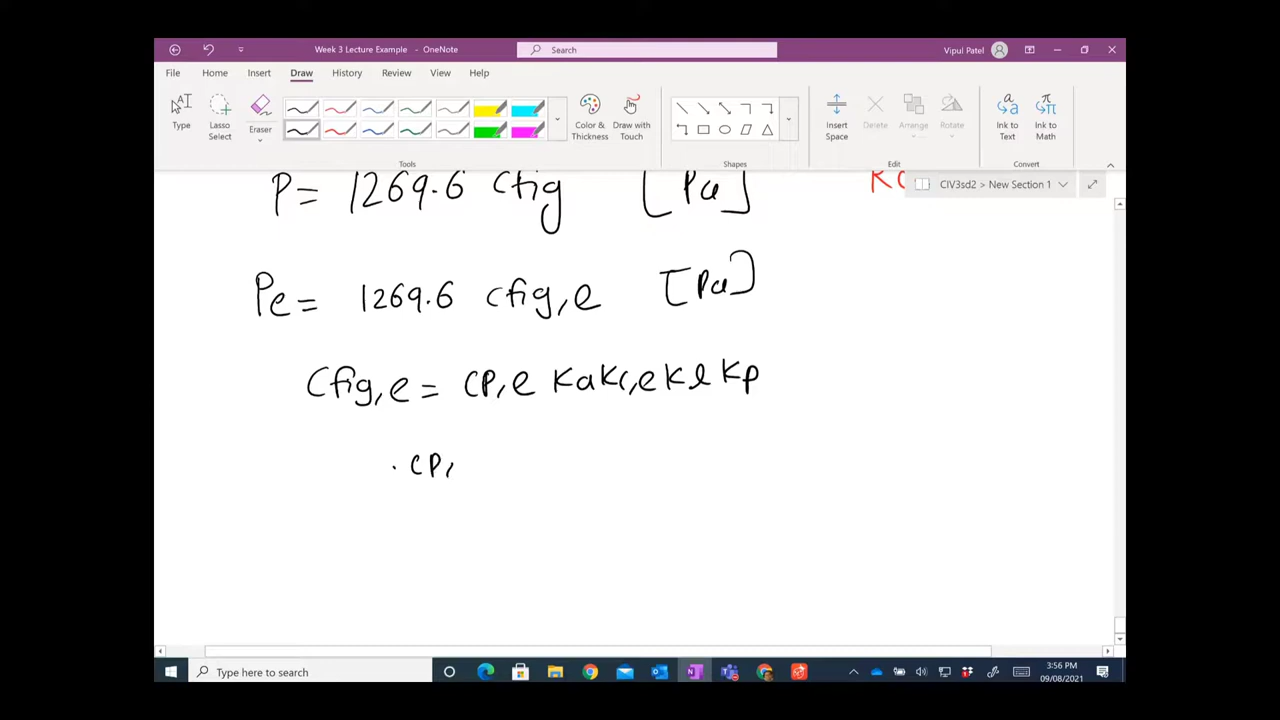 Week 3 Lecture Example - OneNote
Search
Vipul Patel
File Home Insert Draw History Review View Help
Type
Lasso Select
Eraser
Color & Thickness
Draw with Touch
Insert Space
Delete
Arrange
Rotate
Ink to Text
Ink to Math
Tools
Shapes
Edit
Convert
CIV3sd2 > New Section 1
P = 1269.6 Cfig [Pa]
Pe = 1269.6 Cfig,e [Pa]
Cfig,e = CP,e Ka Kc,e Kl Kp
. CP,
Type here to search
3:56 PM
09/08/2021